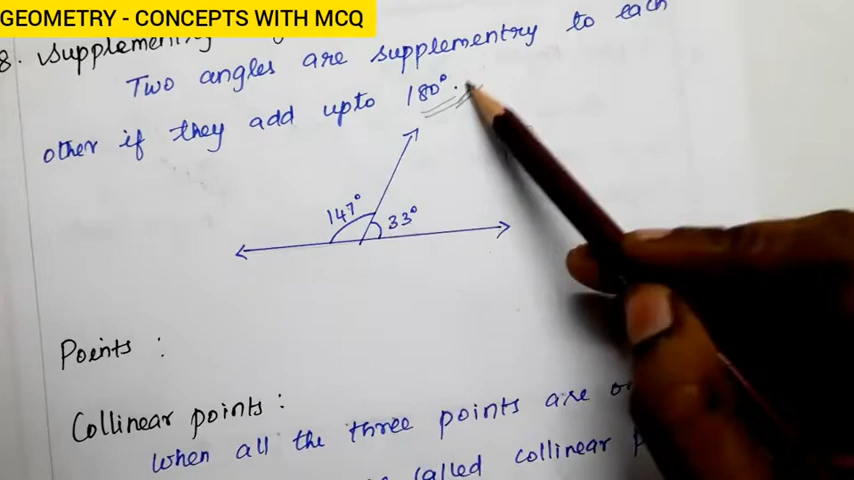 GEOMETRY - CONCEPTS WITH MCQ
8. Supplementry
Two angles are supplementry to each
other if they add upto 180°.
147° 33°
Points :
Collinear points :
When all the three points are
called collinear